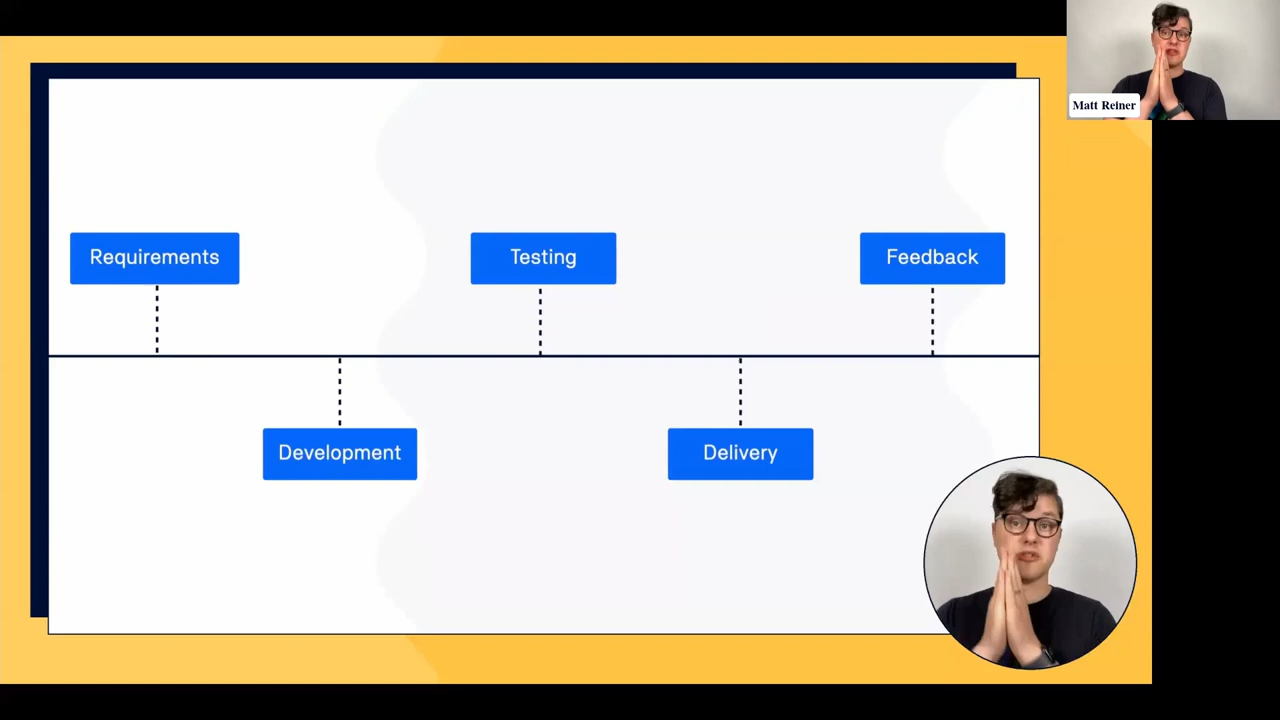 Matt Reiner
Requirements
Testing
Feedback
Development
Delivery